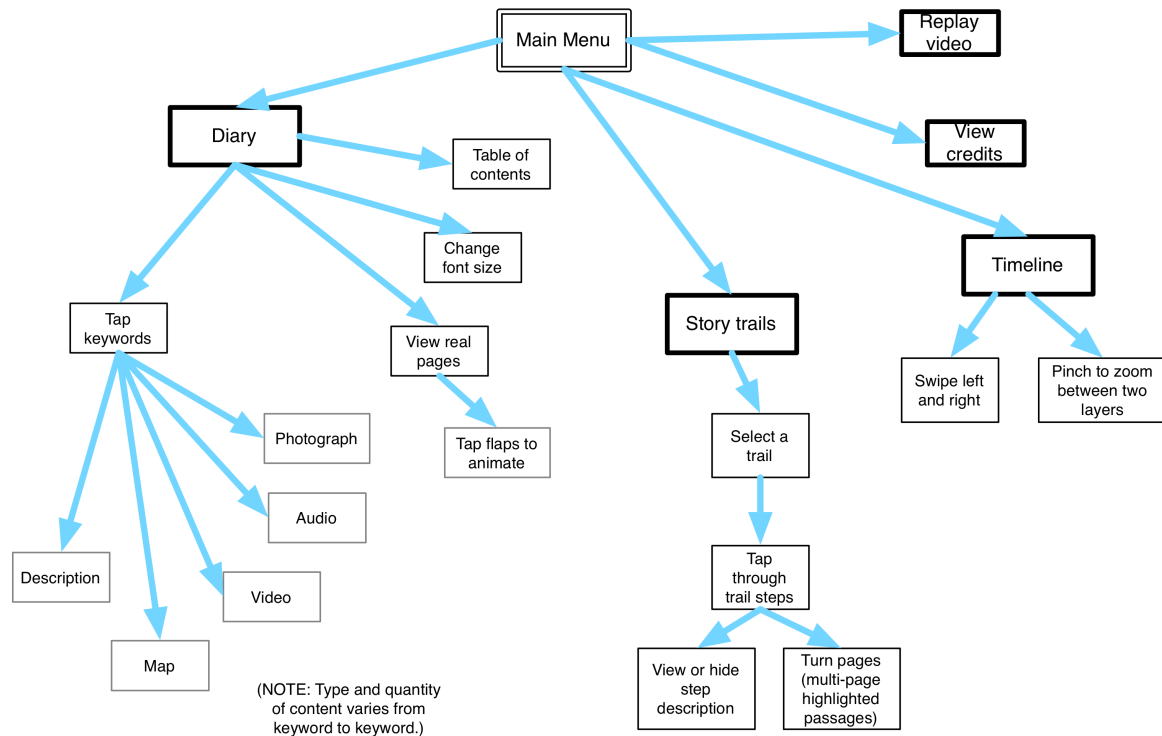 Main Menu
Replay
video
View
credits
Diary
Table of
contents
Change
font size
Timeline
Tap
keywords
View real
pages
Story trails
Swipe left
and right
Pinch to zoom
between two
layers
Photograph
Tap flaps to
animate
Select a
trail
Audio
Description
Video
Tap
through
trail steps
Map
View or hide
step
description
Turn pages
(multi-page
highlighted
passages)
(NOTE: Type and quantity
of content varies from
keyword to keyword.)